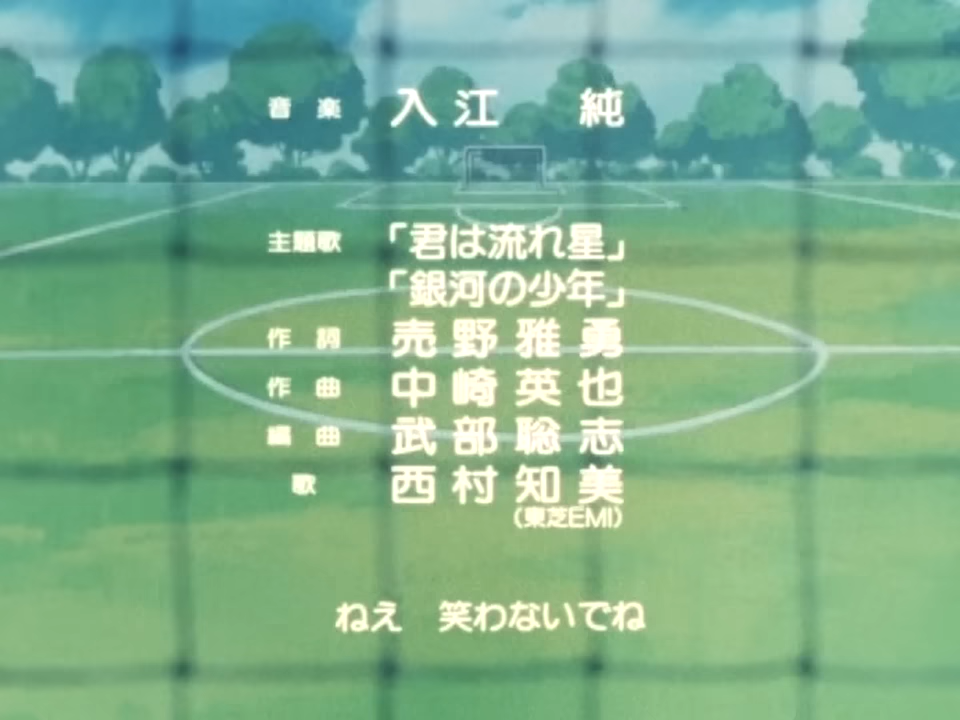 音楽 入江 純
主題歌 「君は流れ星」
「銀河の少年」
作詞 売野雅勇
作曲 中崎英也
編曲 武部聡志
歌 西村知美
(東芝EMI)
ねえ 笑わないでね